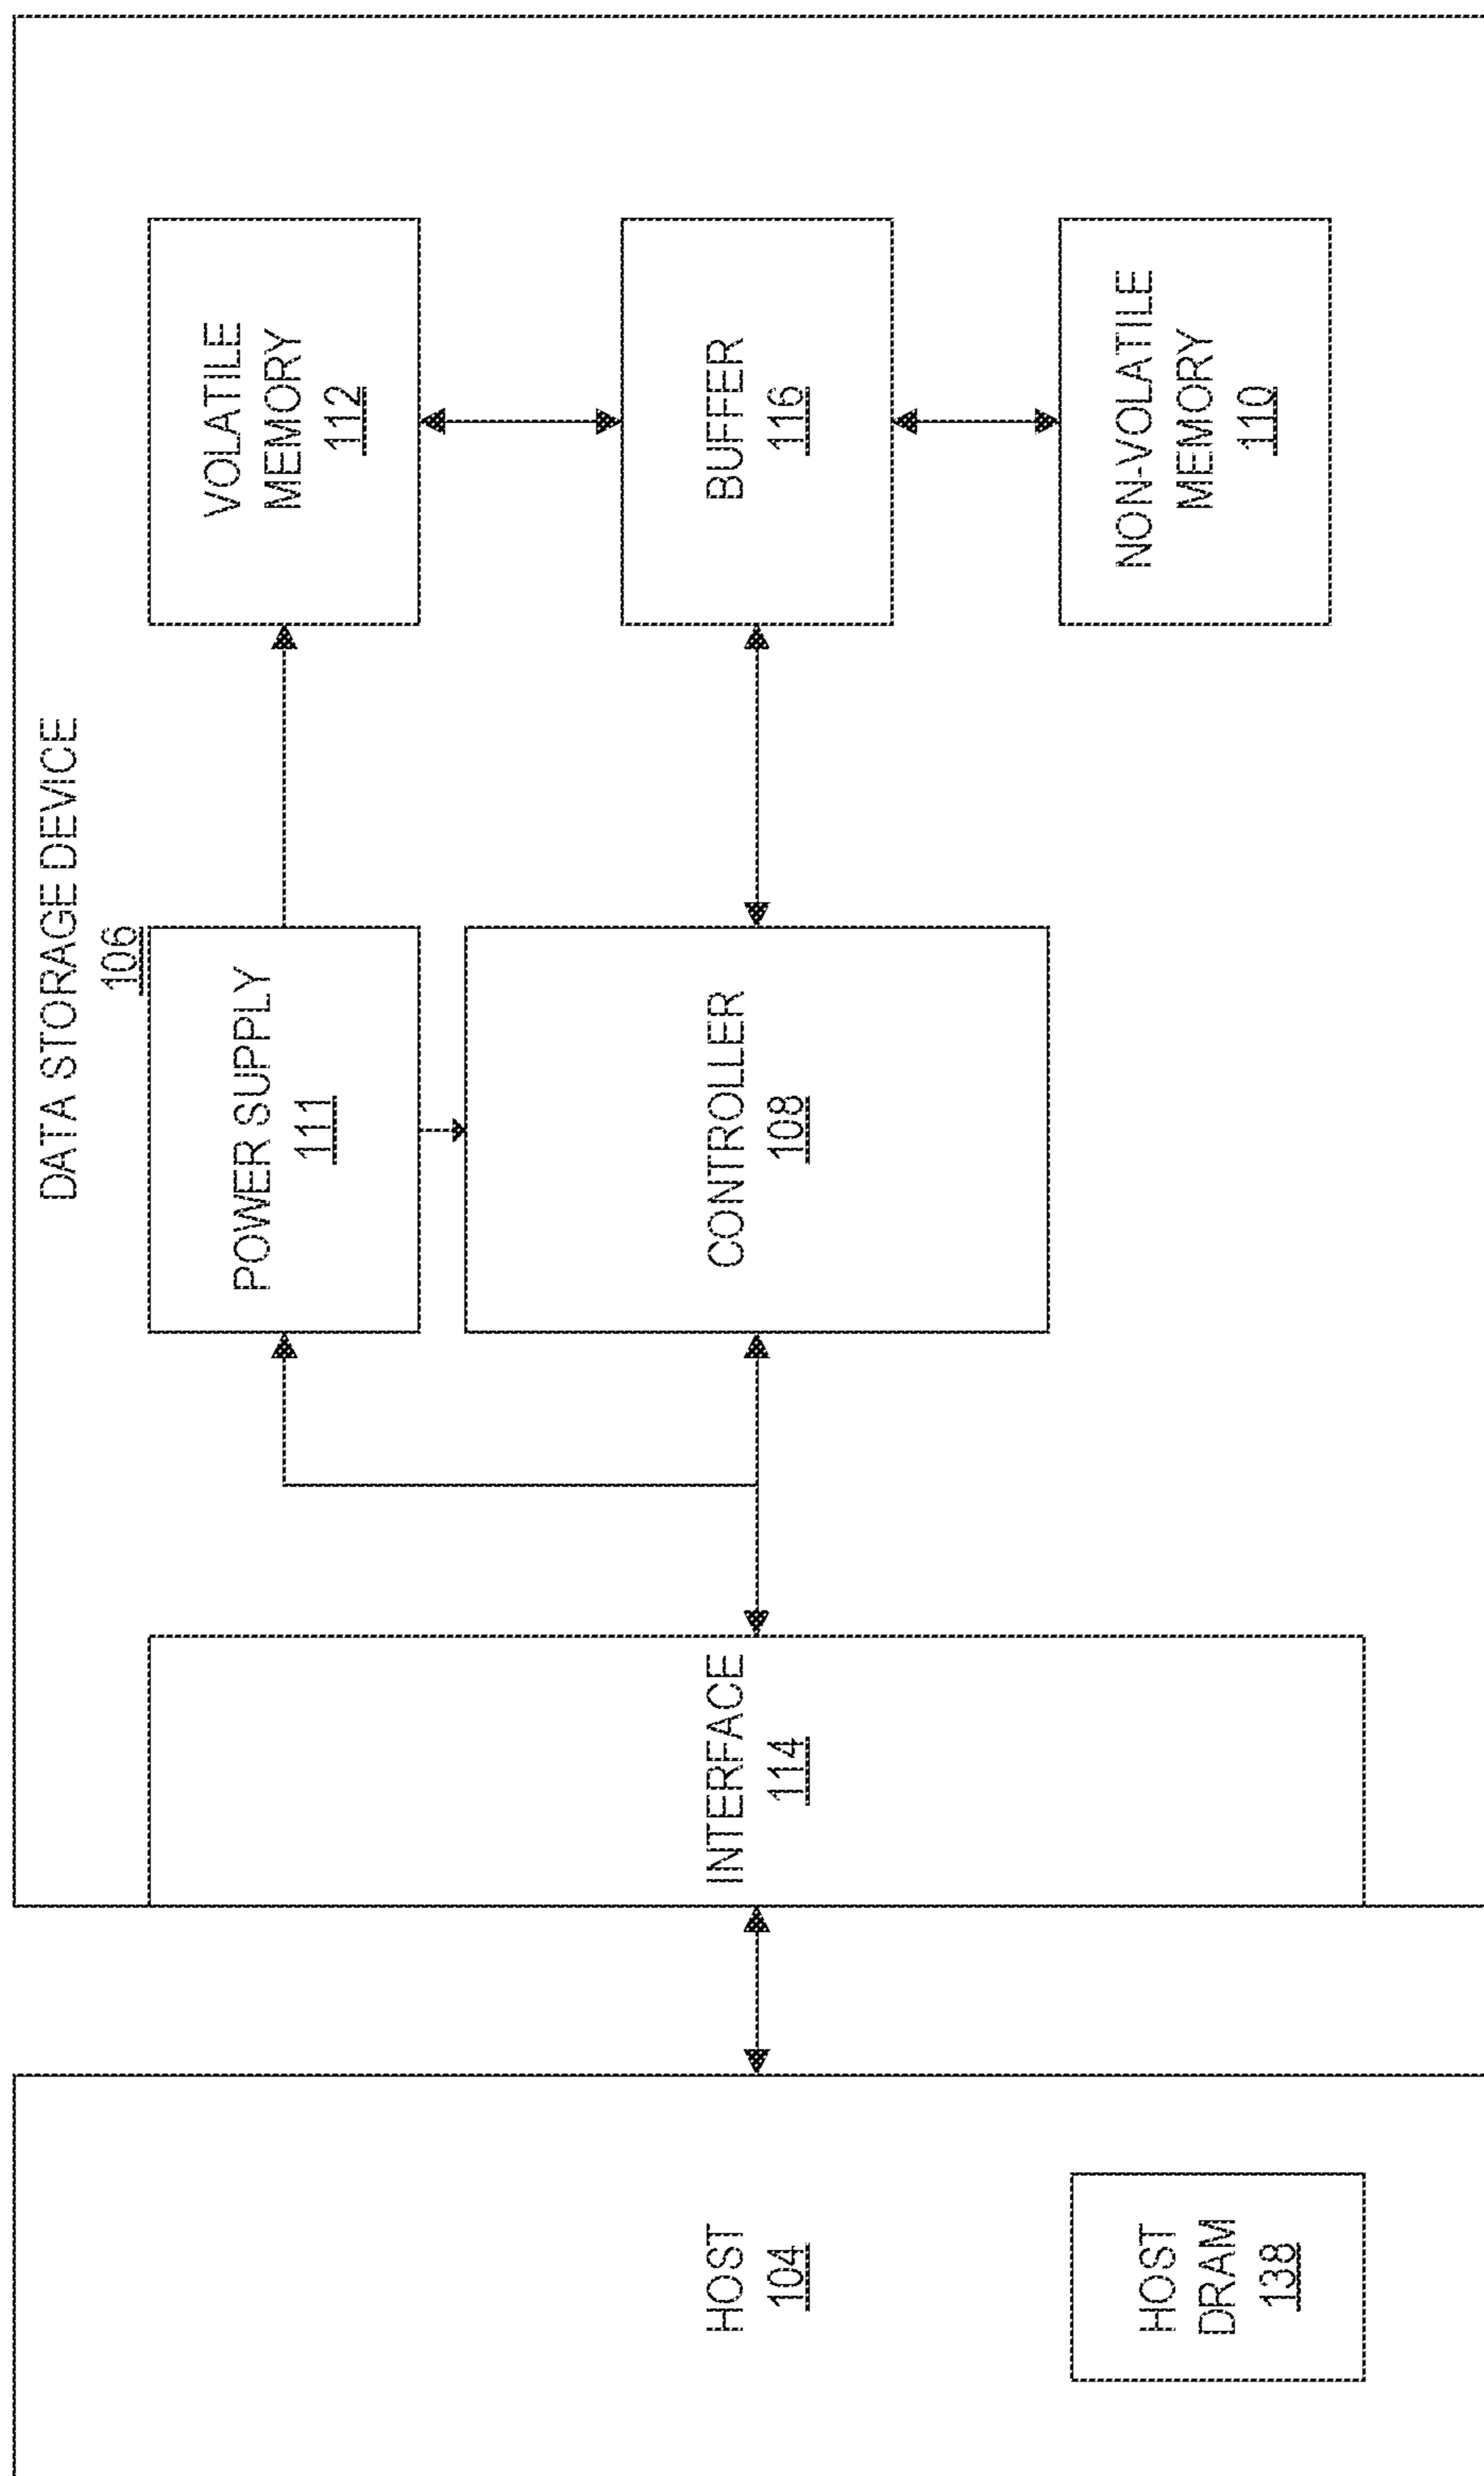 DATA STORAGE DEVICE
106
HOST
104
HOST
DRAM
138
INTERFACE
114
POWER SUPPLY
111
CONTROLLER
108
VOLATILE
MEMORY
112
BUFFER
116
NON-VOLATILE
MEMORY
110